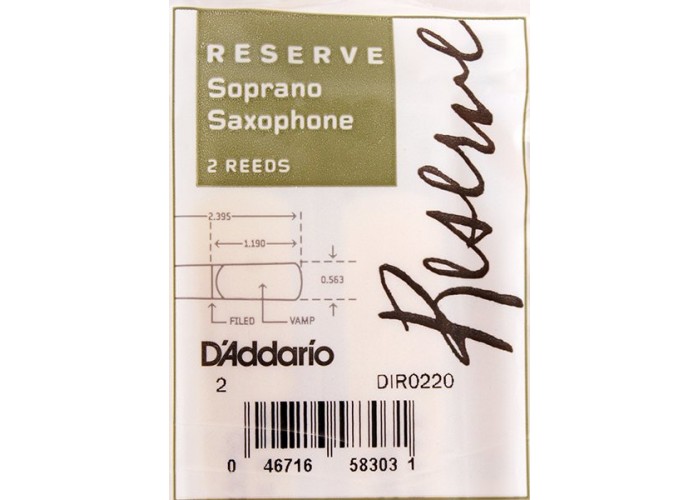 RESERVE
Soprano
Saxophone
2 REEDS
Reserve
2.395
1.190
0.563
FILED VAMP
D'Addario
2 DIR0220
0 46716 58303 1